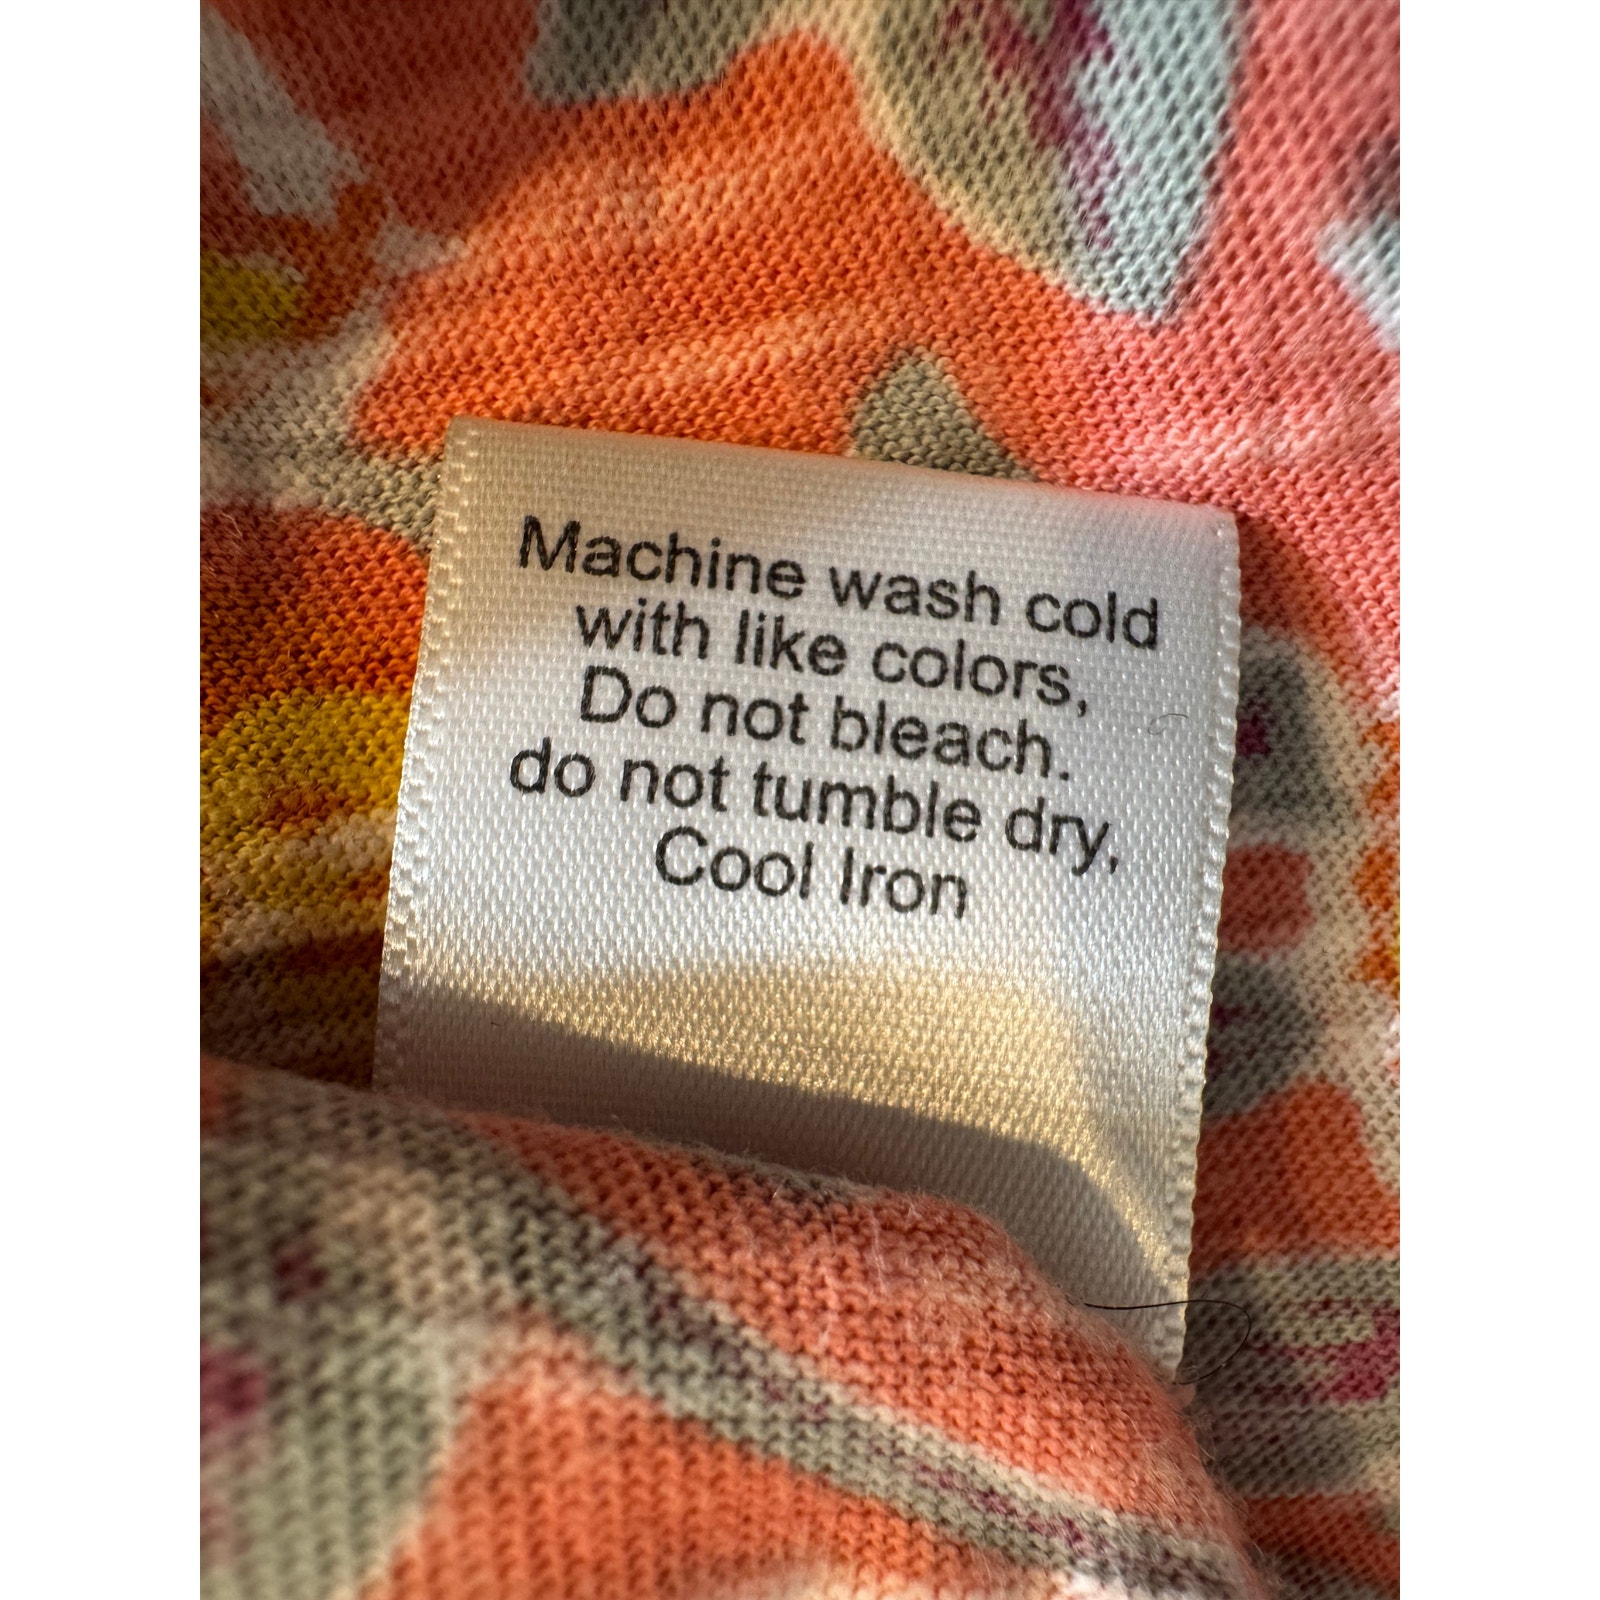 Machine wash cold
with like colors,
Do not bleach.
do not tumble dry,
Cool Iron